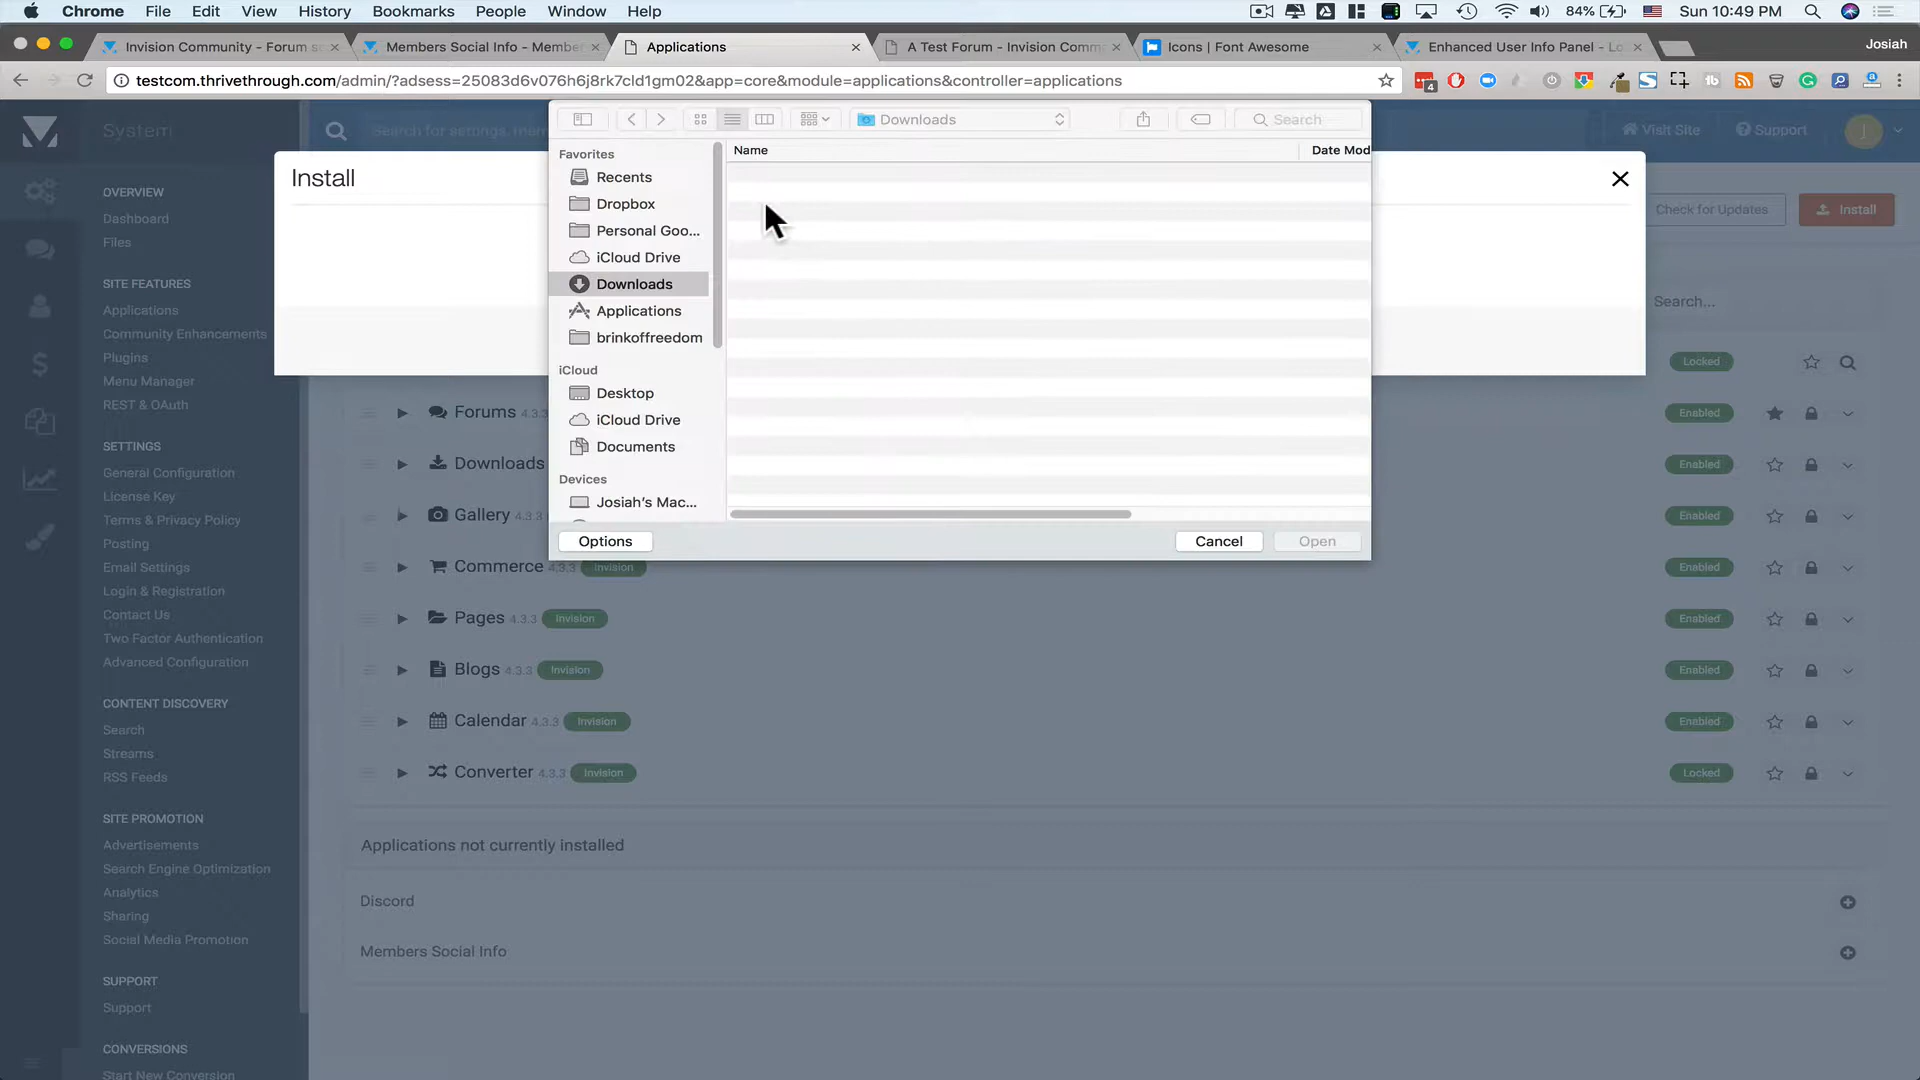 Chrome File Edit View History Bookmarks People Window Help 84% Sun 10:49 PM
Invision Community - Forum s
Members Social Info - Membe
Applications
A Test Forum - Invision Comm
Icons | Font Awesome
Enhanced User Info Panel - Lo
Josiah
testcom.thrivethrough.com/admin/?adsess=25083d6v076h6j8rk7cld1gm02&app=core&module=applications&controller=applications
System
Search for settings, mem
Visit Site
Support
J
Install
Check for Updates
Install
Search...
OVERVIEW
Dashboard
Files
SITE FEATURES
Applications
Community Enhancements
Plugins
Menu Manager
REST & OAuth
SETTINGS
General Configuration
License Key
Terms & Privacy Policy
Posting
Email Settings
Login & Registration
Contact Us
Two Factor Authentication
Advanced Configuration
CONTENT DISCOVERY
Search
Streams
RSS Feeds
SITE PROMOTION
Advertisements
Search Engine Optimization
Analytics
Sharing
Social Media Promotion
SUPPORT
Support
CONVERSIONS
Start New Conversion
Downloads
Search
Favorites
Recents
Dropbox
Personal Goo...
iCloud Drive
Downloads
Applications
brinkoffreedom
iCloud
Desktop
iCloud Drive
Documents
Devices
Josiah's Mac...
Name
Date Mod
Options
Cancel
Open
Locked
Forums 4.3.3 Enabled
Downloads Enabled
Gallery 4.3.3 Enabled
Commerce 4.3.3 Invision Enabled
Pages 4.3.3 Invision Enabled
Blogs 4.3.3 Invision Enabled
Calendar 4.3.3 Invision Enabled
Converter 4.3.3 Invision Locked
Applications not currently installed
Discord
Members Social Info